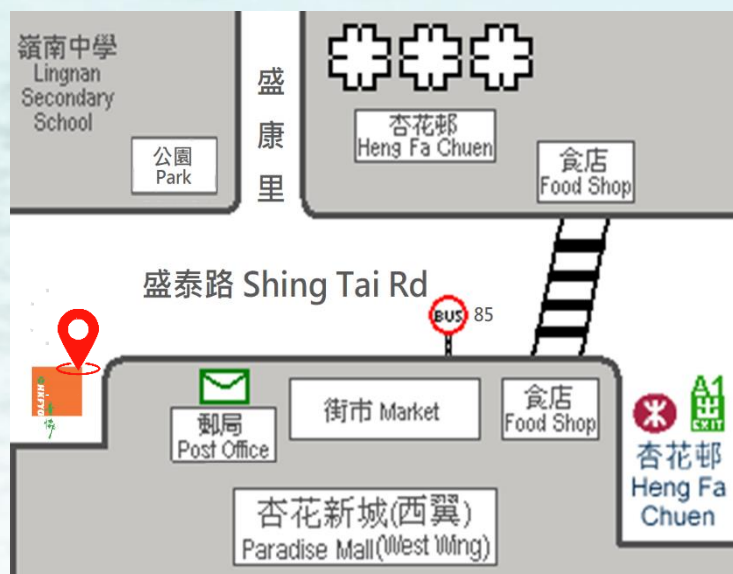 嶺南中學
Lingnan
Secondary
School
公園
Park
盛康里
杏花邨
Heng Fa Chuen
食店
Food Shop
盛泰路 Shing Tai Rd
BUS 85
HKFYG
郵局
Post Office
街市 Market
食店
Food Shop
A1
出
EXIT
杏花邨
Heng Fa
Chuen
杏花新城(西翼)
Paradise Mall(West Wing)